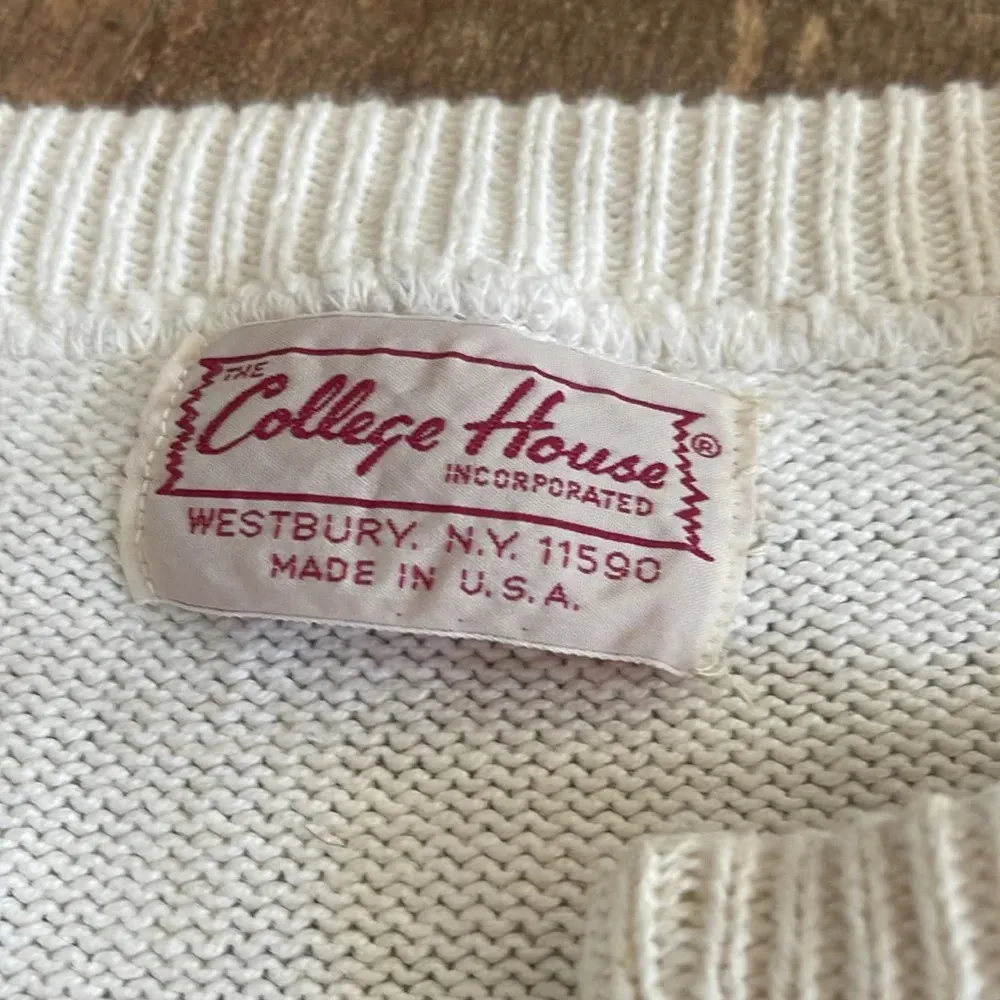 THE
College House ®
INCORPORATED
WESTBURY, N.Y. 11590
MADE IN U.S.A.